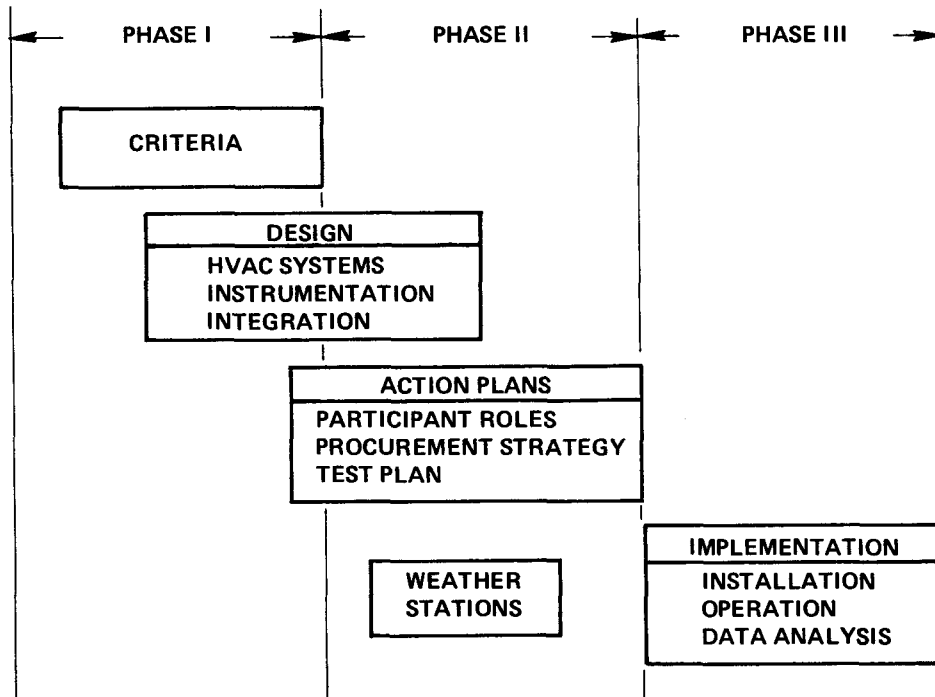 PHASE I PHASE II PHASE III
CRITERIA
DESIGN
HVAC SYSTEMS
INSTRUMENTATION
INTEGRATION
ACTION PLANS
PARTICIPANT ROLES
PROCUREMENT STRATEGY
TEST PLAN
WEATHER
STATIONS
IMPLEMENTATION
INSTALLATION
OPERATION
DATA ANALYSIS